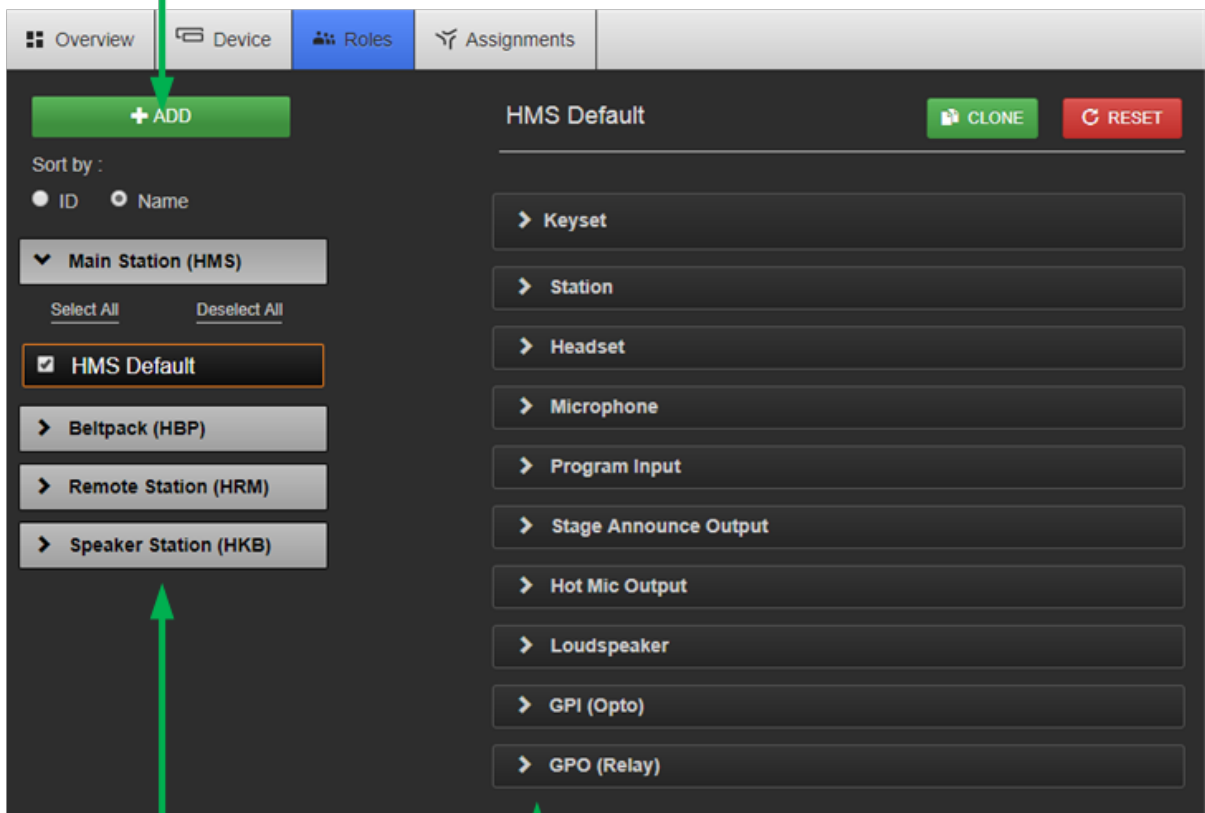 Overview Device Roles Assignments
+ ADD
Sort by :
ID Name
Main Station (HMS)
Select All Deselect All
HMS Default
Beltpack (HBP)
Remote Station (HRM)
Speaker Station (HKB)
HMS Default CLONE RESET
Keyset
Station
Headset
Microphone
Program Input
Stage Announce Output
Hot Mic Output
Loudspeaker
GPI (Opto)
GPO (Relay)